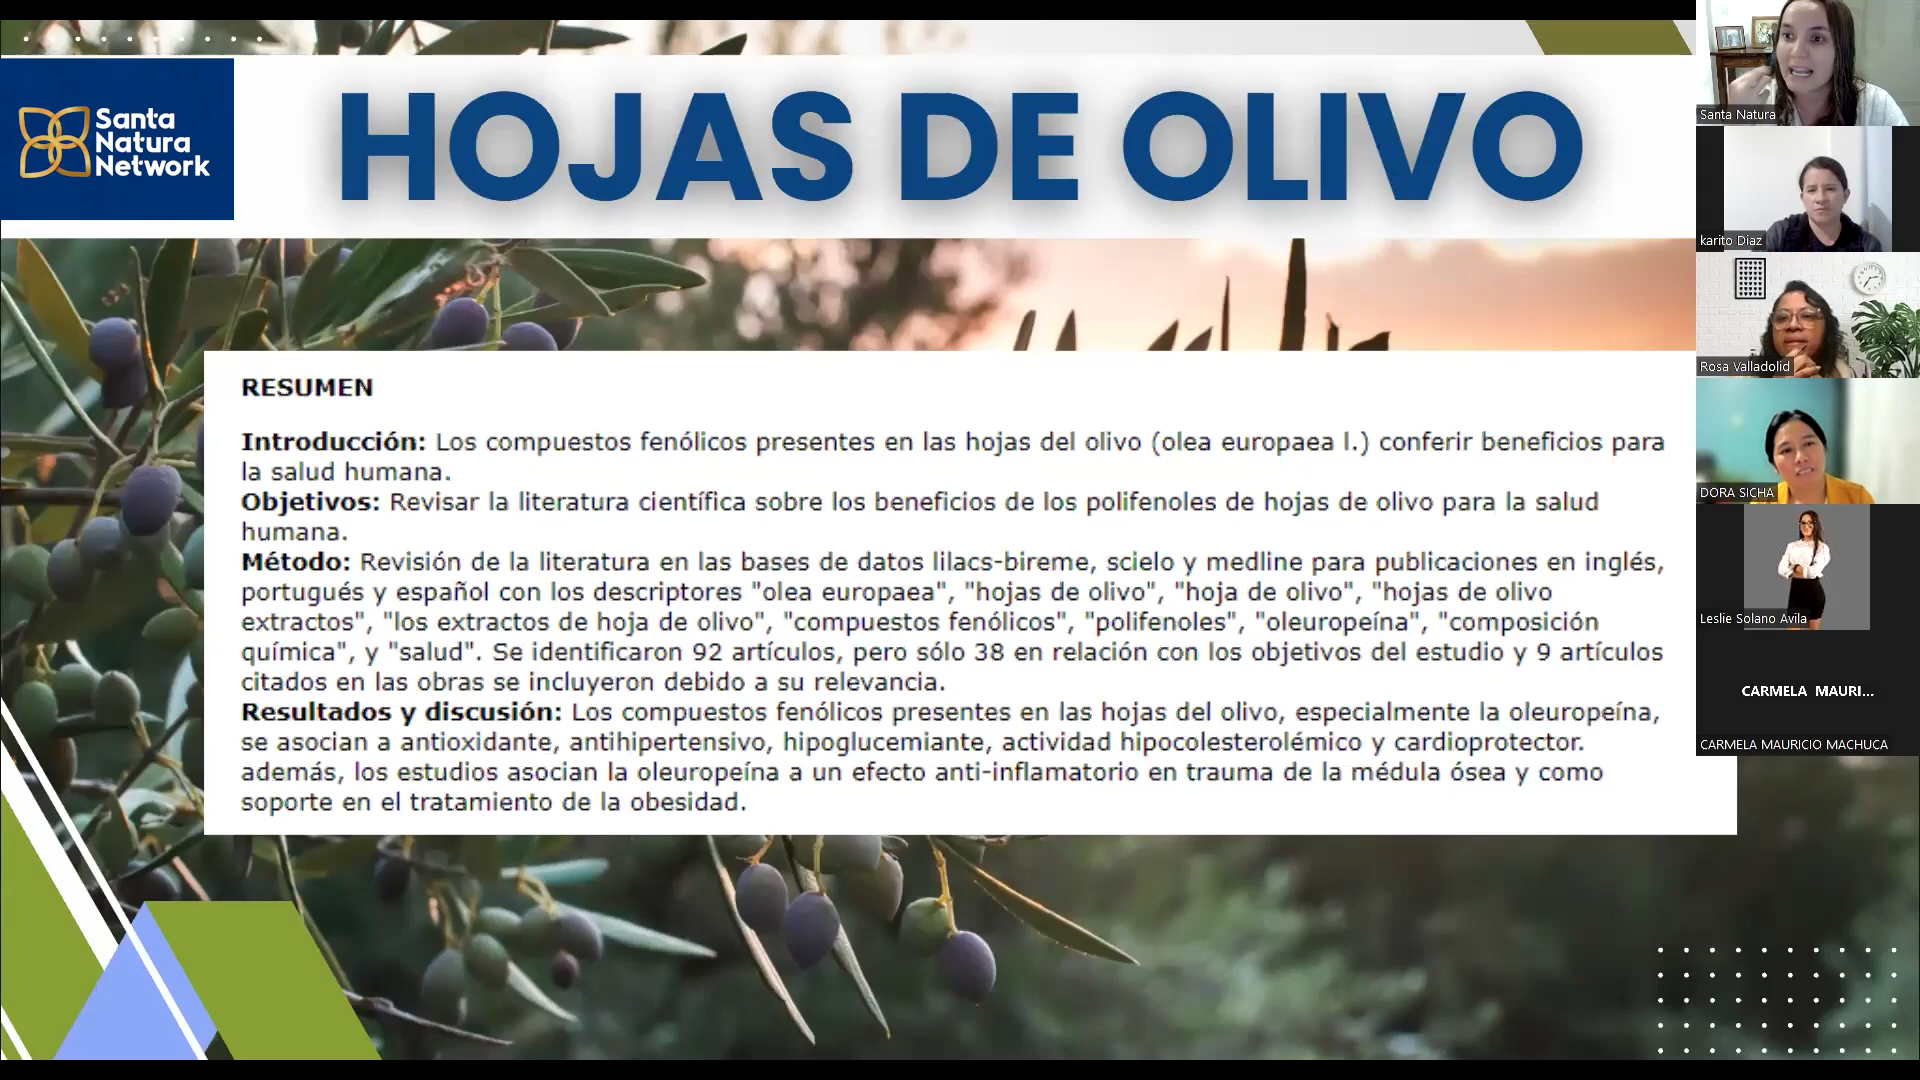 Santa
Natura
Network
HOJAS DE OLIVO
RESUMEN
Introducción: Los compuestos fenólicos presentes en las hojas del olivo (olea europaea l.) conferir beneficios para
la salud humana.
Objetivos: Revisar la literatura científica sobre los beneficios de los polifenoles de hojas de olivo para la salud
humana.
Método: Revisión de la literatura en las bases de datos lilacs-bireme, scielo y medline para publicaciones en inglés,
portugués y español con los descriptores "olea europaea", "hojas de olivo", "hoja de olivo", "hojas de olivo
extractos", "los extractos de hoja de olivo", "compuestos fenólicos", "polifenoles", "oleuropeína", "composición
química", y "salud". Se identificaron 92 artículos, pero sólo 38 en relación con los objetivos del estudio y 9 artículos
citados en las obras se incluyeron debido a su relevancia.
Resultados y discusión: Los compuestos fenólicos presentes en las hojas del olivo, especialmente la oleuropeína,
se asocian a antioxidante, antihipertensivo, hipoglucemiante, actividad hipocolesterolémico y cardioprotector.
además, los estudios asocian la oleuropeína a un efecto anti-inflamatorio en trauma de la médula ósea y como
soporte en el tratamiento de la obesidad.
Santa Natura
karito Diaz
Rosa Valladolid
DORA SICHA
Leslie Solano Avila
CARMELA MAURI...
CARMELA MAURICIO MACHUCA